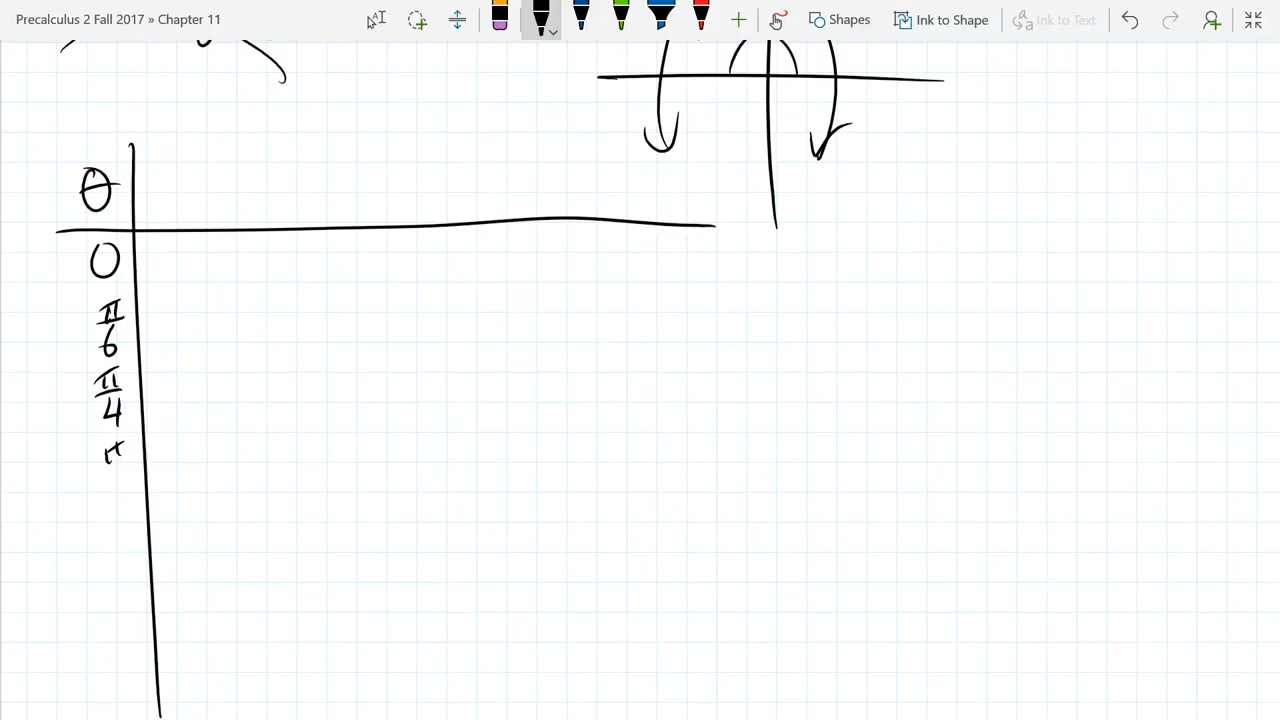 Precalculus 2 Fall 2017 » Chapter 11
Shapes
Ink to Shape
Ink to Text
θ
0
π
6
π
4